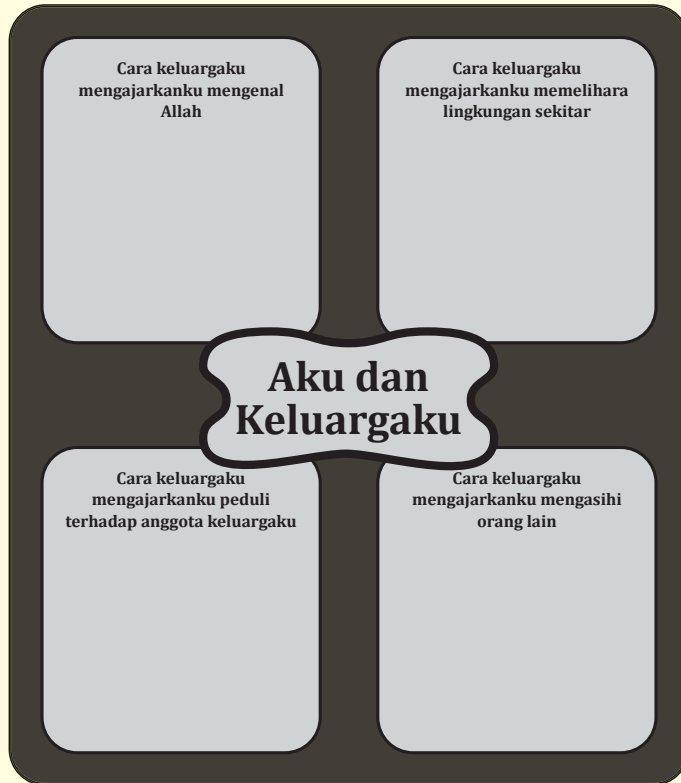 Cara keluargaku
mengajarkanku mengenal
Allah
Cara keluargaku
mengajarkanku memelihara
lingkungan sekitar
Aku dan
Keluargaku
Cara keluargaku
mengajarkanku peduli
terhadap anggota keluargaku
Cara keluargaku
mengajarkanku mengasihi
orang lain